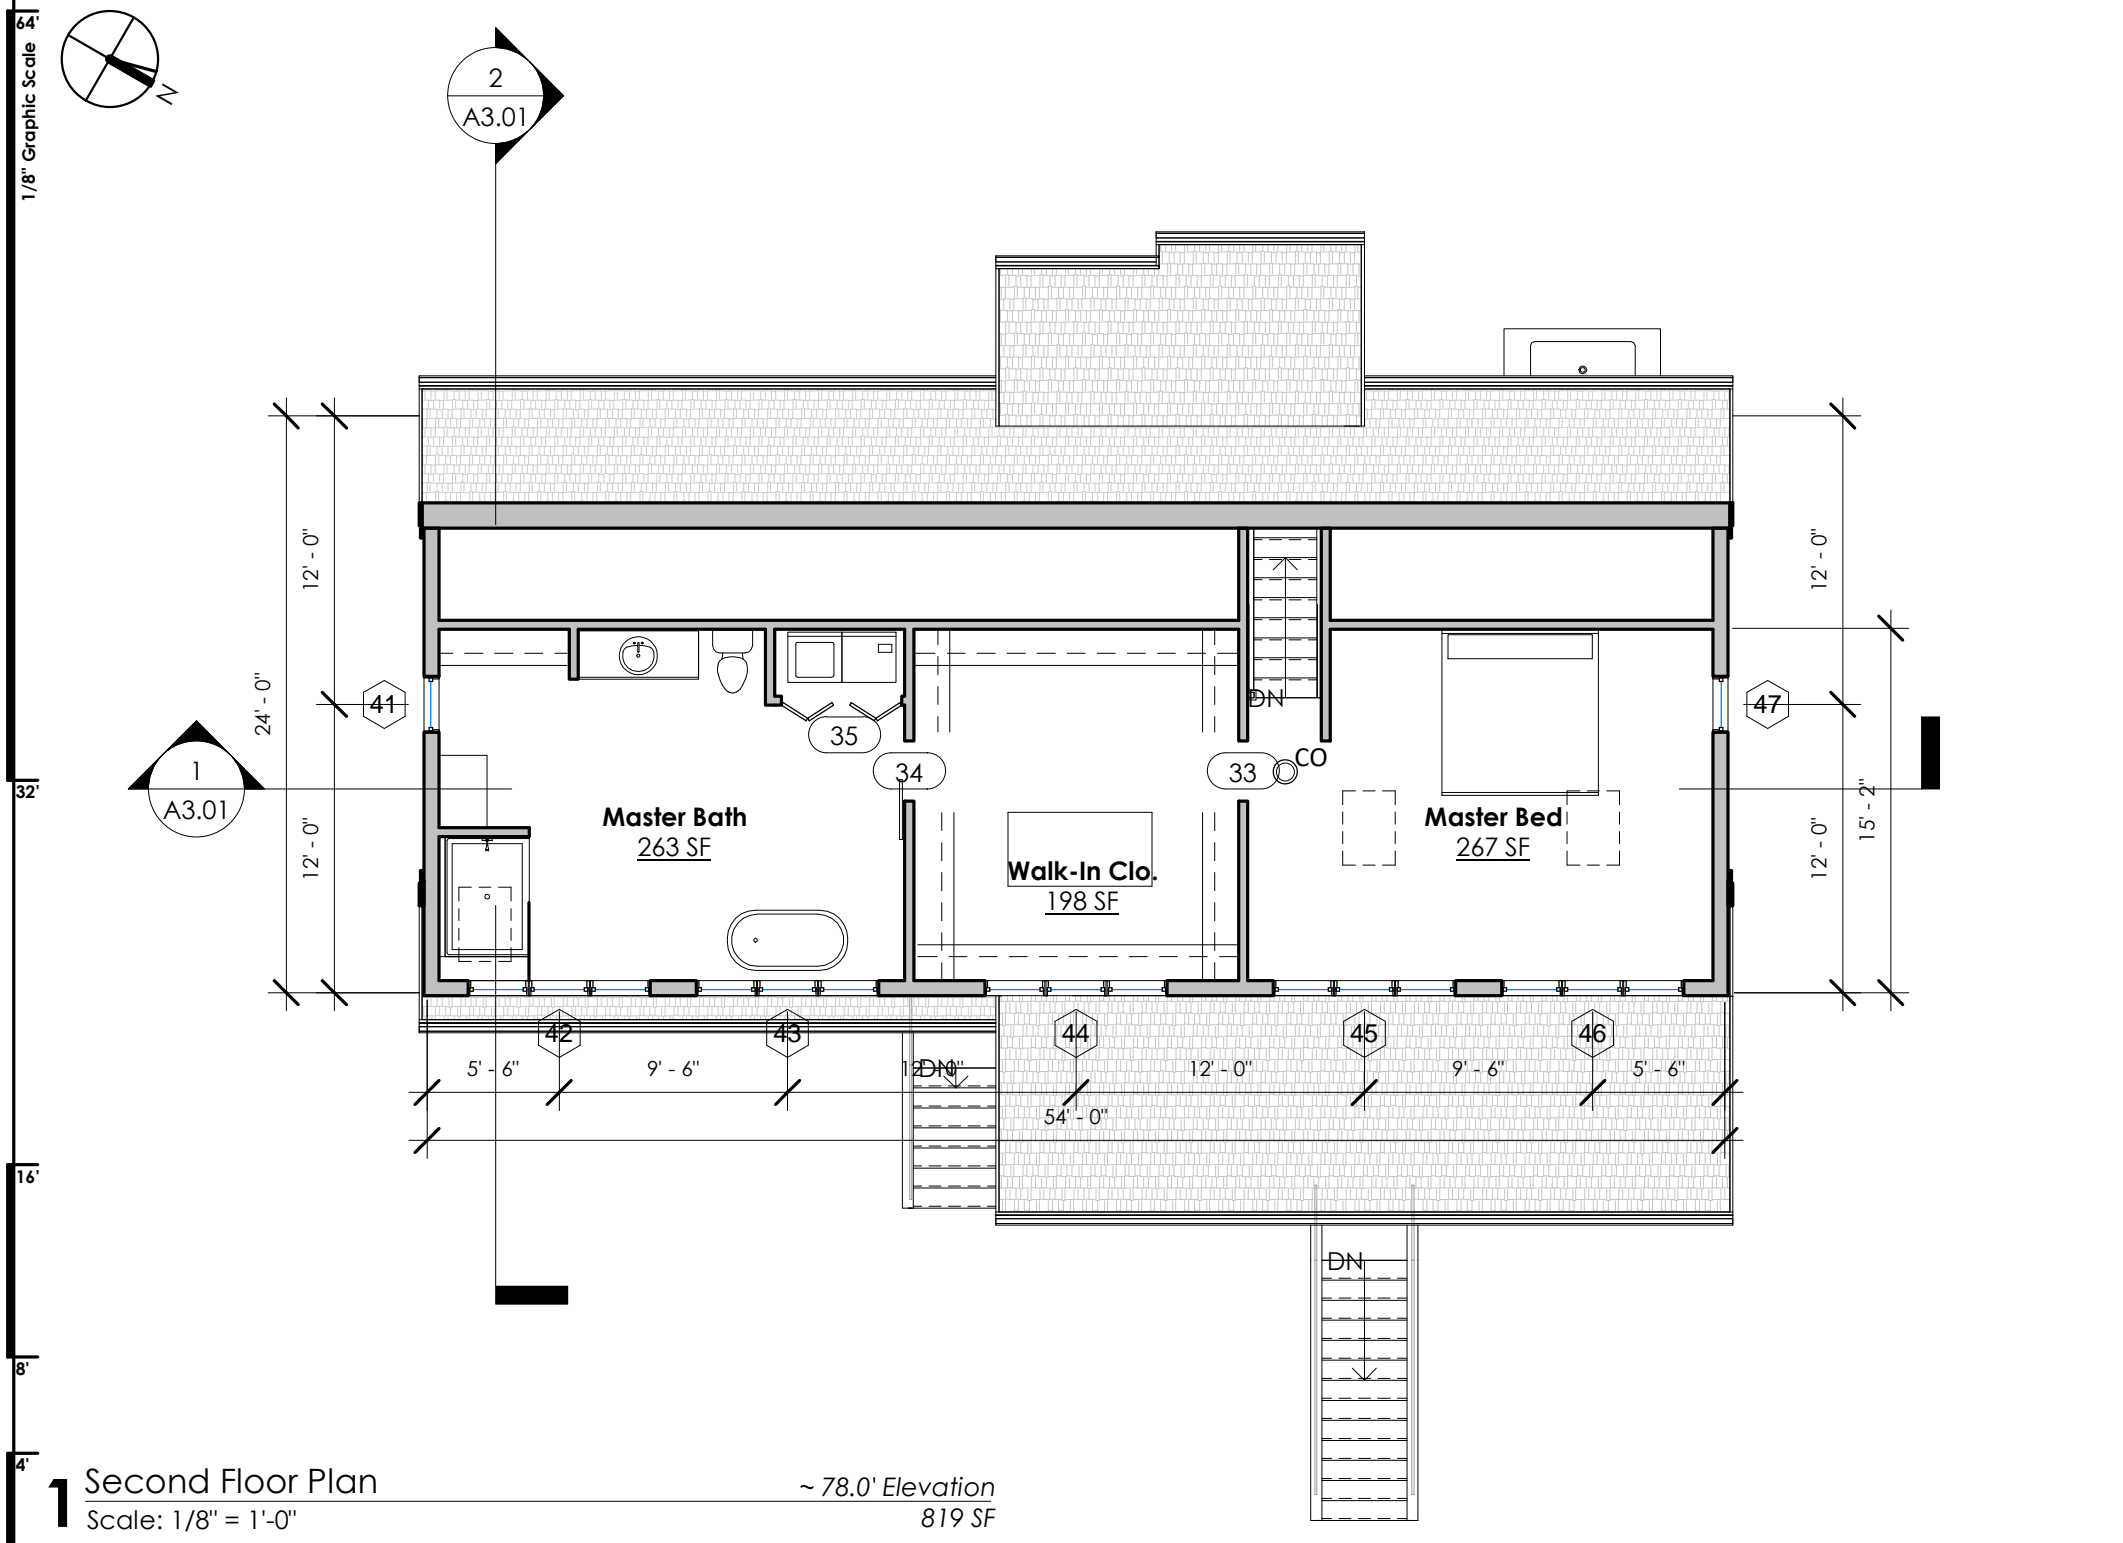 64'
1/8" Graphic Scale
32'
16'
8'
4'
N
2
A3.01
12' - 0"
24' - 0"
12' - 0"
41
1
A3.01
12' - 0"
12' - 0"
15' - 2"
47
DN
35
34
33
CO
Master Bath
263 SF
Walk-In Clo.
198 SF
Master Bed
267 SF
42
43
44
45
46
5' - 6"
9' - 6"
12' - 0"
DN
12' - 0"
9' - 6"
5' - 6"
54' - 0"
DN
1
Second Floor Plan
Scale: 1/8" = 1'-0"
~ 78.0' Elevation
819 SF